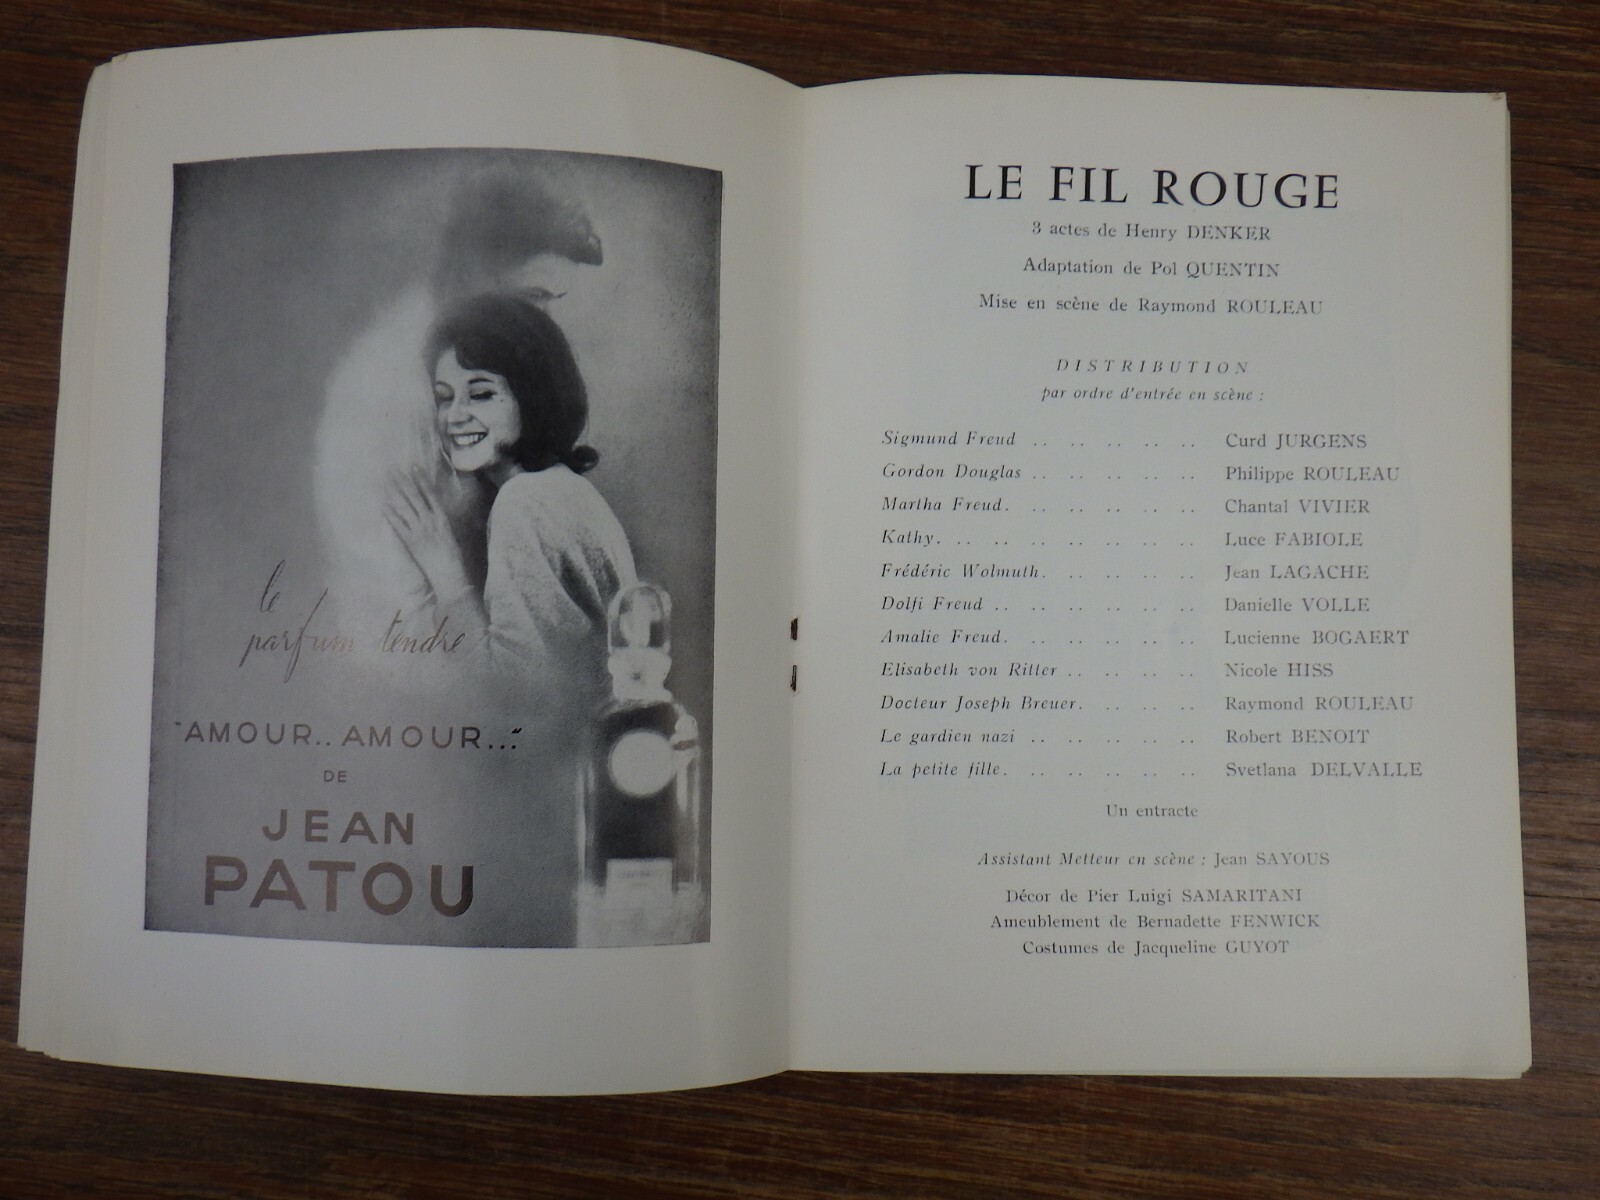 le
parfum tendre
"AMOUR.. AMOUR..."
DE
JEAN
PATOU
LE FIL ROUGE
3 actes de Henry DENKER
Adaptation de Pol QUENTIN
Mise en scène de Raymond ROULEAU
DISTRIBUTION
par ordre d'entrée en scène :
Sigmund Freud .. .. .. .. .. Curd JURGENS
Gordon Douglas .. .. .. .. .. Philippe ROULEAU
Martha Freud. .. .. .. .. .. Chantal VIVIER
Kathy. .. .. .. .. .. .. .. Luce FABIOLE
Frédéric Wolmuth. .. .. .. .. Jean LAGACHE
Dolfi Freud .. .. .. .. .. .. Danielle VOLLE
Amalie Freud. .. .. .. .. .. Lucienne BOGAERT
Elisabeth von Ritter .. .. .. .. Nicole HISS
Docteur Joseph Breuer. .. .. .. Raymond ROULEAU
Le gardien nazi .. .. .. .. .. Robert BENOIT
La petite fille. .. .. .. .. .. Svetlana DELVALLE
Un entracte
Assistant Metteur en scène : Jean SAYOUS
Décor de Pier Luigi SAMARITANI
Ameublement de Bernadette FENWICK
Costumes de Jacqueline GUYOT